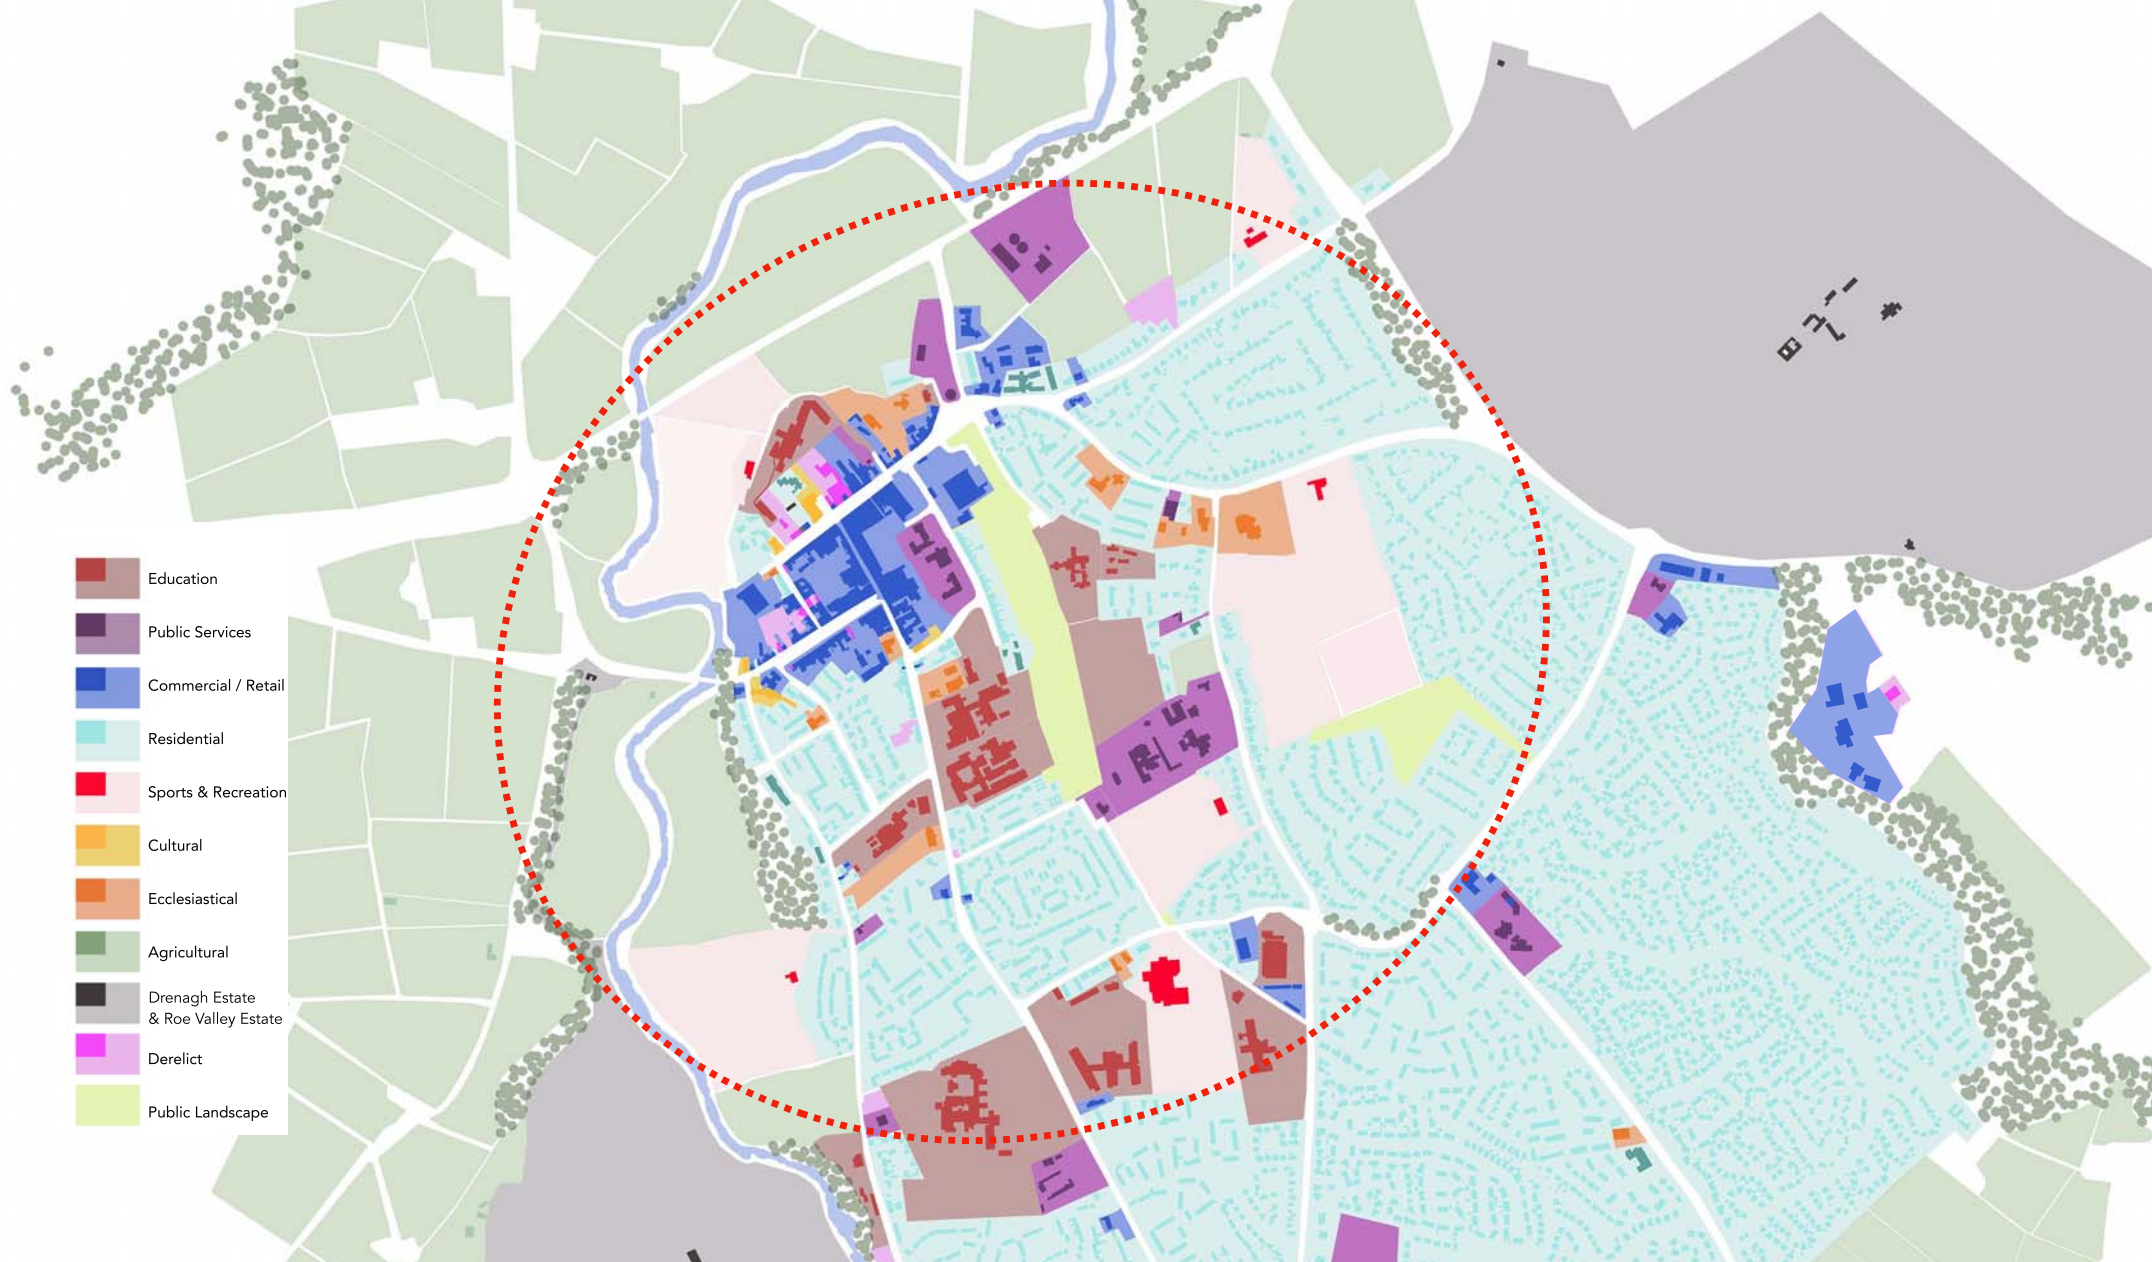 Education
Public Services
Commercial / Retail
Residential
Sports & Recreation
Cultural
Ecclesiastical
Agricultural
Drenagh Estate
& Roe Valley Estate
Derelict
Public Landscape